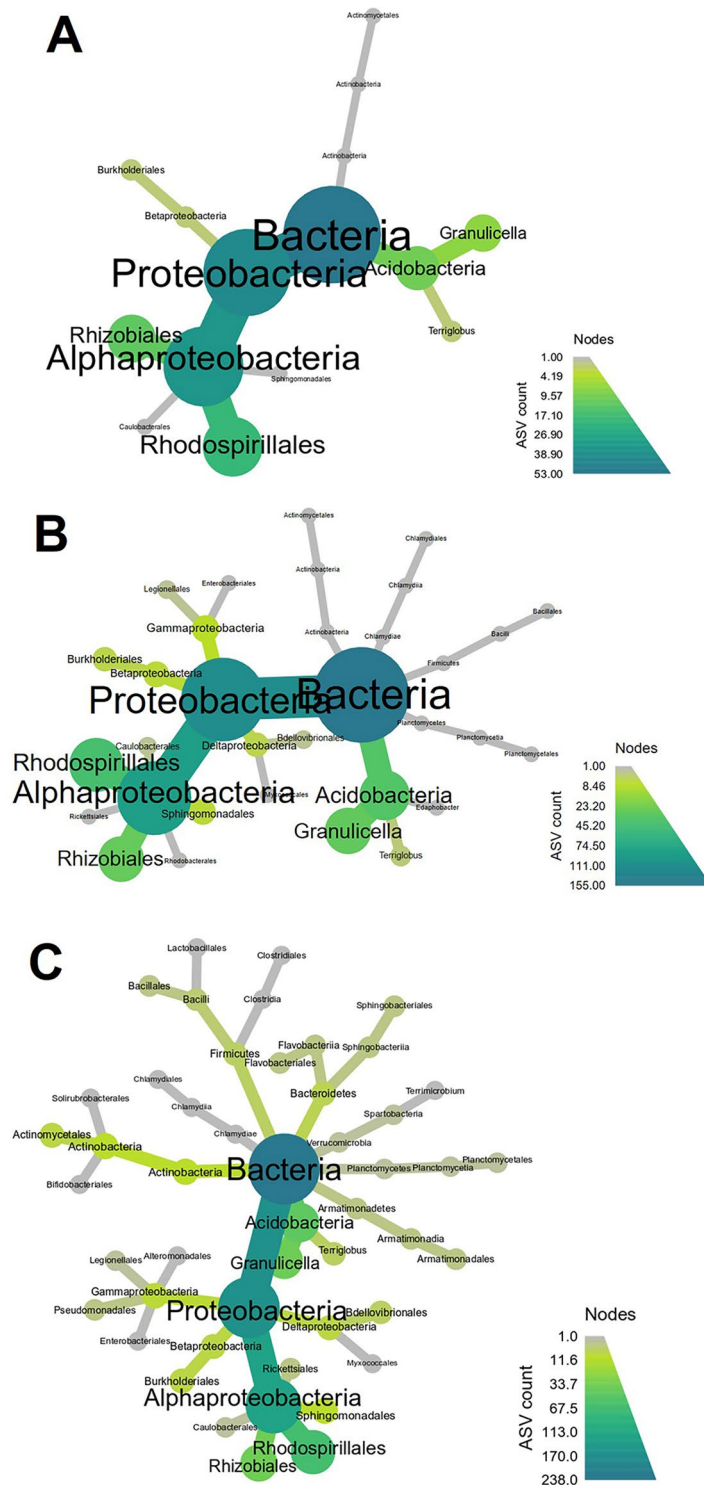 A
Actinomycetales
Actinobacteria
Actinobacteria
Burkholderiales
Betaproteobacteria
Bacteria
Granulicella
Proteobacteria
Acidobacteria
Rhizobiales
Terriglobus
Alphaproteobacteria
Sphingomonadales
Caulobacterales
Rhodospirillales
Nodes
ASV count
1.00
4.19
9.57
17.10
26.90
38.90
53.00
B
Actinomycetales
Chlamydiales
Legionellales
Enterobacteriales
Actinobacteria
Chlamydiia
Bacillales
Gammaproteobacteria
Actinobacteria
Chlamydiae
Bacilli
Burkholderiales
Betaproteobacteria
Firmicutes
Proteobacteria
Bacteria
Planctomycetes
Planctomycetia
Planctomycetales
Caulobacterales
Deltaproteobacteria
Bdellovibrionales
Rhodospirillales
Alphaproteobacteria
Myxococcales
Acidobacteria
Edaphobacter
Rickettsiales
Sphingomonadales
Granulicella
Rhizobiales
Rhodobacterales
Terriglobus
Nodes
ASV count
1.00
8.46
23.20
45.20
74.50
111.00
155.00
C
Lactobacillales
Clostridiales
Bacillales
Bacilli
Clostridia
Sphingobacteriales
Firmicutes
Flavobacteriia
Flavobacteriales
Sphingobacteriia
Chlamydiales
Bacteroidetes
Terrimicrobium
Solirubrobacterales
Chlamydiia
Spartobacteria
Actinomycetales
Actinobacteria
Chlamydiae
Verrucomicrobia
Bifidobacteriales
Actinobacteria
Bacteria
Planctomycetes
Planctomycetia
Planctomycetales
Acidobacteria
Armatimonadetes
Armatimonadia
Armatimonadales
Terriglobus
Granulicella
Legionellales
Alteromonadales
Gammaproteobacteria
Pseudomonadales
Proteobacteria
Bdellovibrionales
Deltaproteobacteria
Enterobacteriales
Betaproteobacteria
Myxococcales
Burkholderiales
Rickettsiales
Alphaproteobacteria
Sphingomonadales
Caulobacterales
Rhodospirillales
Rhizobiales
Nodes
ASV count
1.0
11.6
33.7
67.5
113.0
170.0
238.0